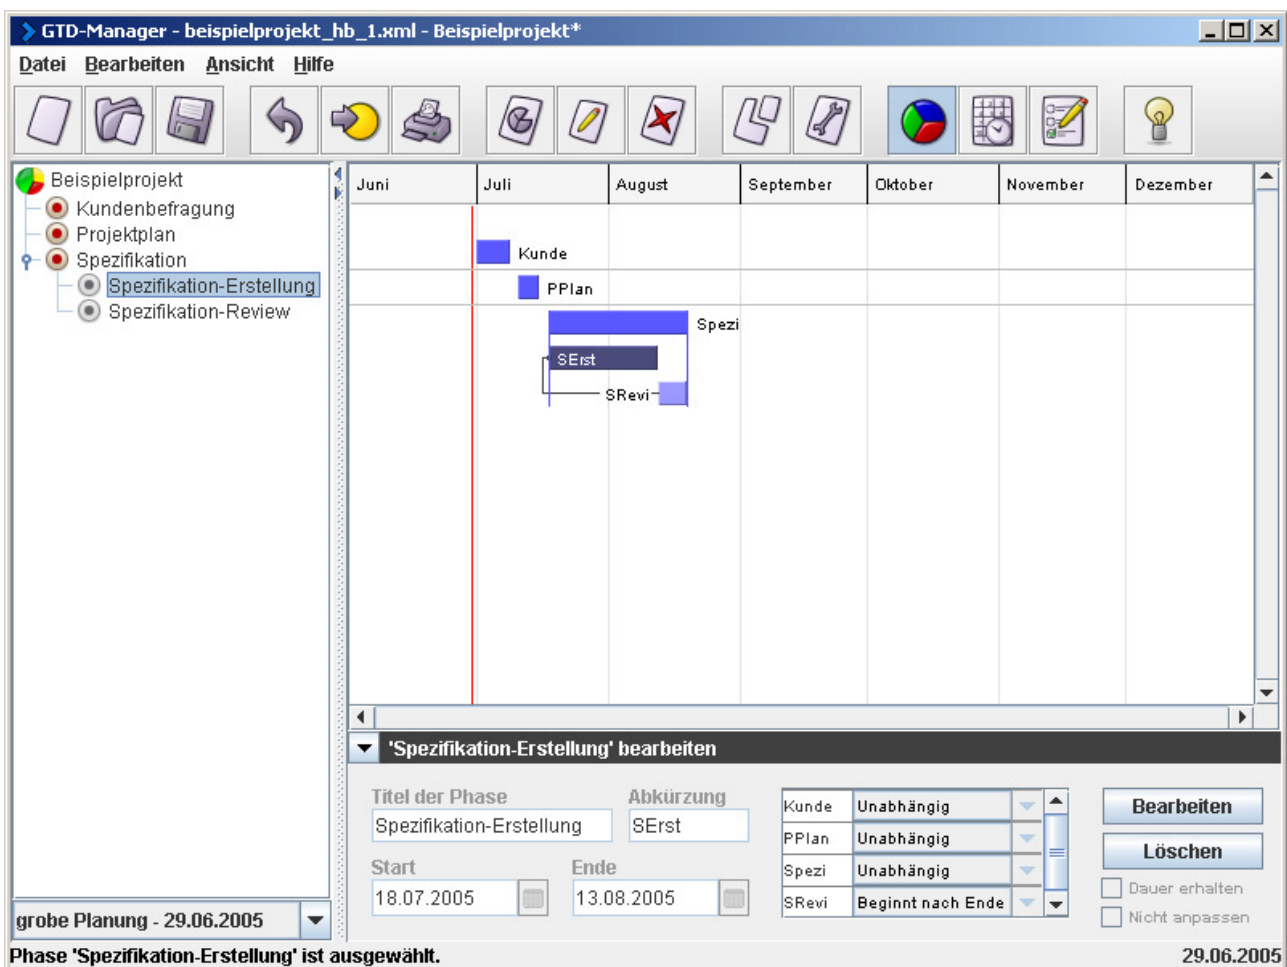 GTD-Manager - beispielprojekt_hb_1.xml - Beispielprojekt*
Datei Bearbeiten Ansicht Hilfe
Beispielprojekt
Kundenbefragung
Projektplan
Spezifikation
Spezifikation-Erstellung
Spezifikation-Review
Juni Juli August September Oktober November Dezember
Kunde
PPlan
Spezi
SErst
SRevi
'Spezifikation-Erstellung' bearbeiten
Titel der Phase Abkürzung
Spezifikation-Erstellung SErst
Start Ende
18.07.2005 13.08.2005
Kunde Unabhängig
PPlan Unabhängig
Spezi Unabhängig
SRevi Beginnt nach Ende
Bearbeiten
Löschen
Dauer erhalten
Nicht anpassen
grobe Planung - 29.06.2005
Phase 'Spezifikation-Erstellung' ist ausgewählt. 29.06.2005